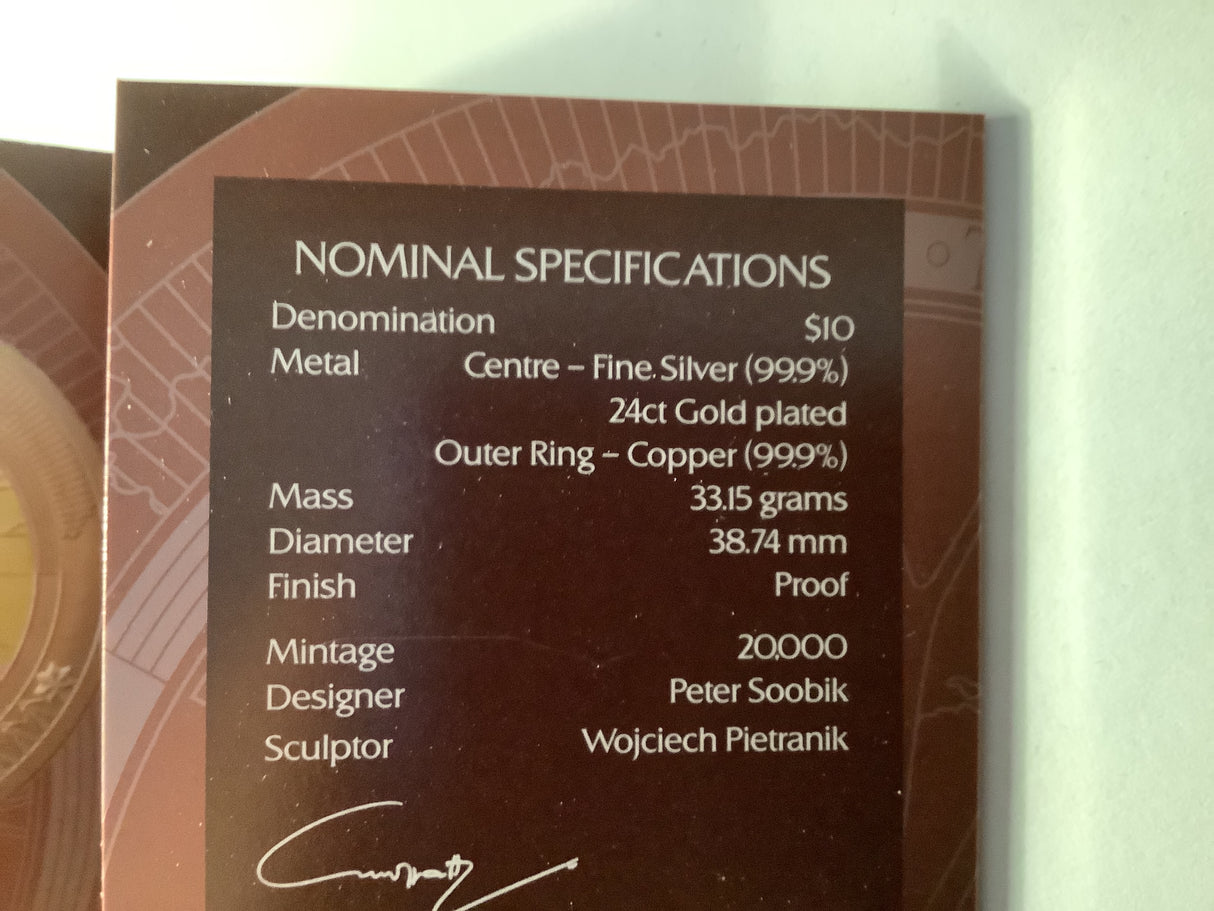 NOMINAL SPECIFICATIONS
Denomination $10
Metal Centre – Fine Silver (99.9%)
24ct Gold plated
Outer Ring – Copper (99.9%)
Mass 33.15 grams
Diameter 38.74 mm
Finish Proof
Mintage 20,000
Designer Peter Soobik
Sculptor Wojciech Pietranik